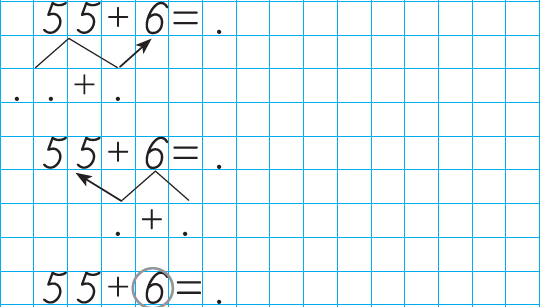 55+6= .
. . + .
55+6= .
. + .
55+6= .